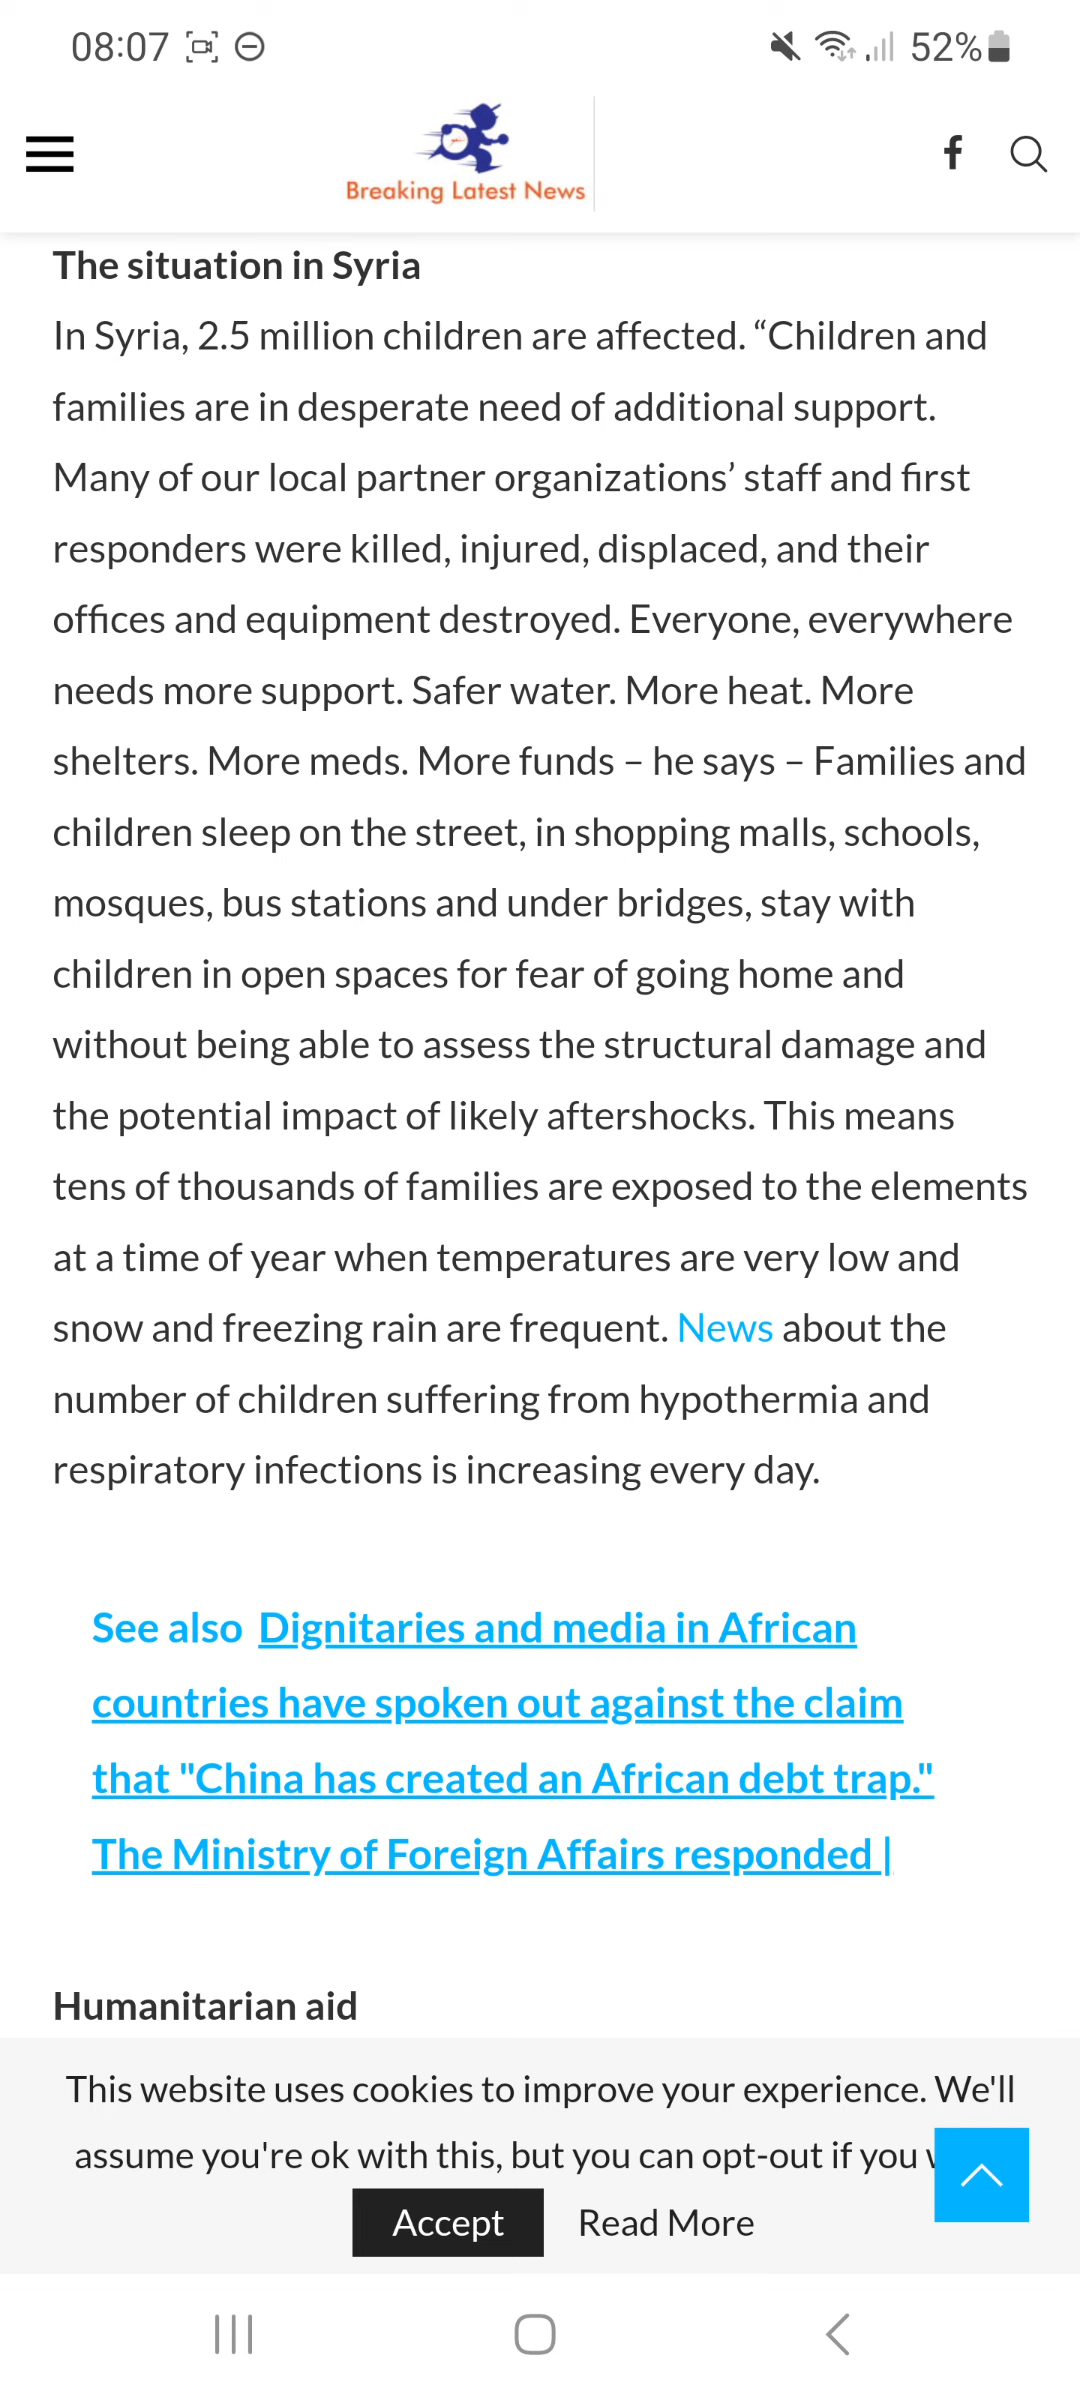 08:07
52%
Breaking Latest News
The situation in Syria
In Syria, 2.5 million children are affected. “Children and
families are in desperate need of additional support.
Many of our local partner organizations’ staff and first
responders were killed, injured, displaced, and their
offices and equipment destroyed. Everyone, everywhere
needs more support. Safer water. More heat. More
shelters. More meds. More funds – he says – Families and
children sleep on the street, in shopping malls, schools,
mosques, bus stations and under bridges, stay with
children in open spaces for fear of going home and
without being able to assess the structural damage and
the potential impact of likely aftershocks. This means
tens of thousands of families are exposed to the elements
at a time of year when temperatures are very low and
snow and freezing rain are frequent. News about the
number of children suffering from hypothermia and
respiratory infections is increasing every day.
See also Dignitaries and media in African
countries have spoken out against the claim
that "China has created an African debt trap."
The Ministry of Foreign Affairs responded |
Humanitarian aid
This website uses cookies to improve your experience. We'll
assume you're ok with this, but you can opt-out if you
Accept Read More